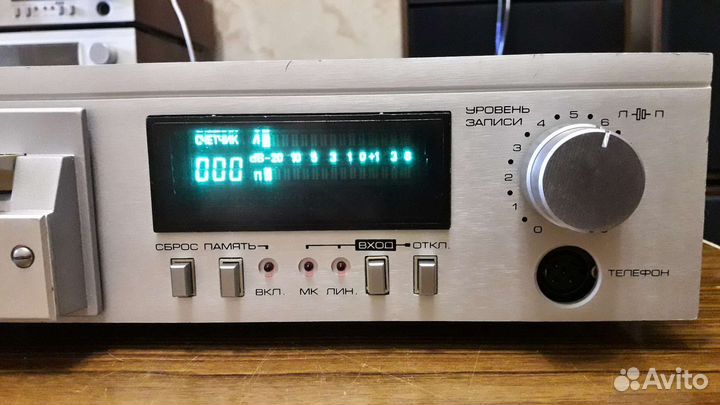 СЧЕТЧИК Л
000 dB-20 10 5 3 1 0 +1 3 6
П
УРОВЕНЬ
ЗАПИСИ
0 1 2 3 4 5 6
Л П
СБРОС ПАМЯТЬ ВХОД ОТКЛ.
ВКЛ. МК ЛИН.
ТЕЛЕФОН
Avito